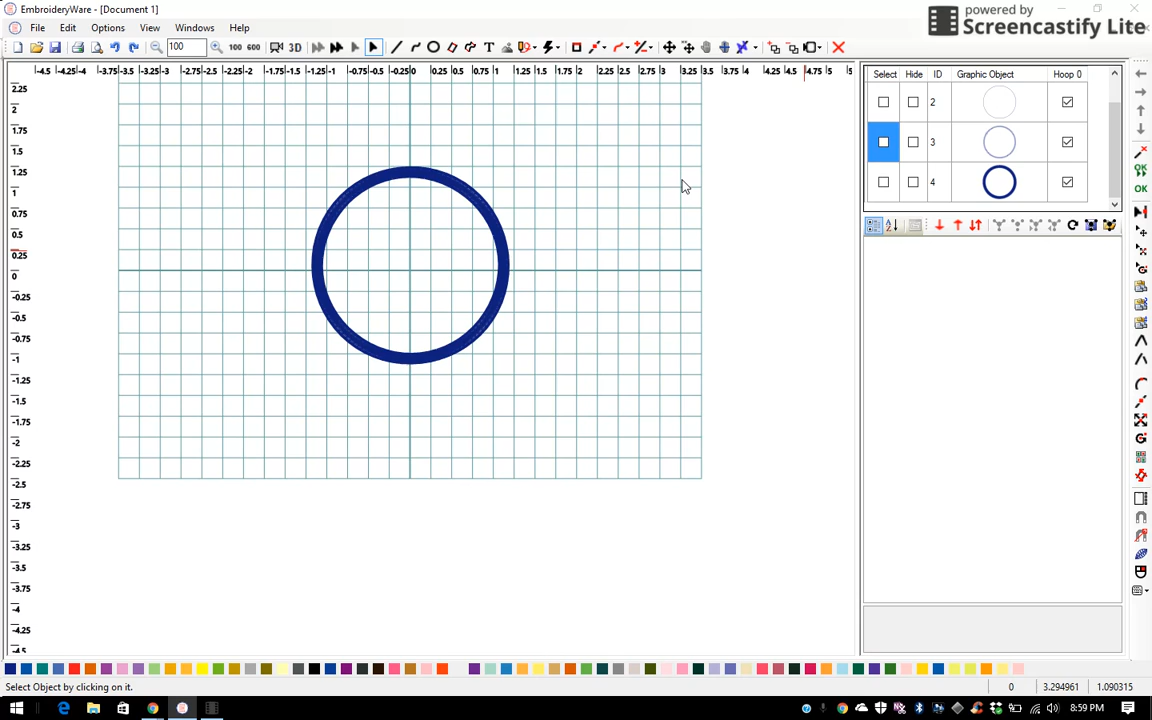 EmbroideryWare - [Document 1]
powered by
Screencastify Lite
File Edit Options View Windows Help
100 100 600 3D
-4.5 -4.25 -4 -3.75 -3.5 -3.25 -3 -2.75 -2.5 -2.25 -2 -1.75 -1.5 -1.25 -1 -0.75 -0.5 -0.25 0 0.25 0.5 0.75 1 1.25 1.5 1.75 2 2.25 2.5 2.75 3 3.25 3.5 3.75 4 4.25 4.5 4.75 5
Select Hide ID Graphic Object Hoop 0
2
3
4
OK
OK
2.25
2
1.75
1.5
1.25
1
0.75
0.5
0.25
0
-0.25
-0.5
-0.75
-1
-1.25
-1.5
-1.75
-2
-2.25
-2.5
-2.75
-3
-3.25
-3.5
-3.75
-4
-4.25
-4.5
Select Object by clicking on it.
0 3.294961 1.090315
8:59 PM